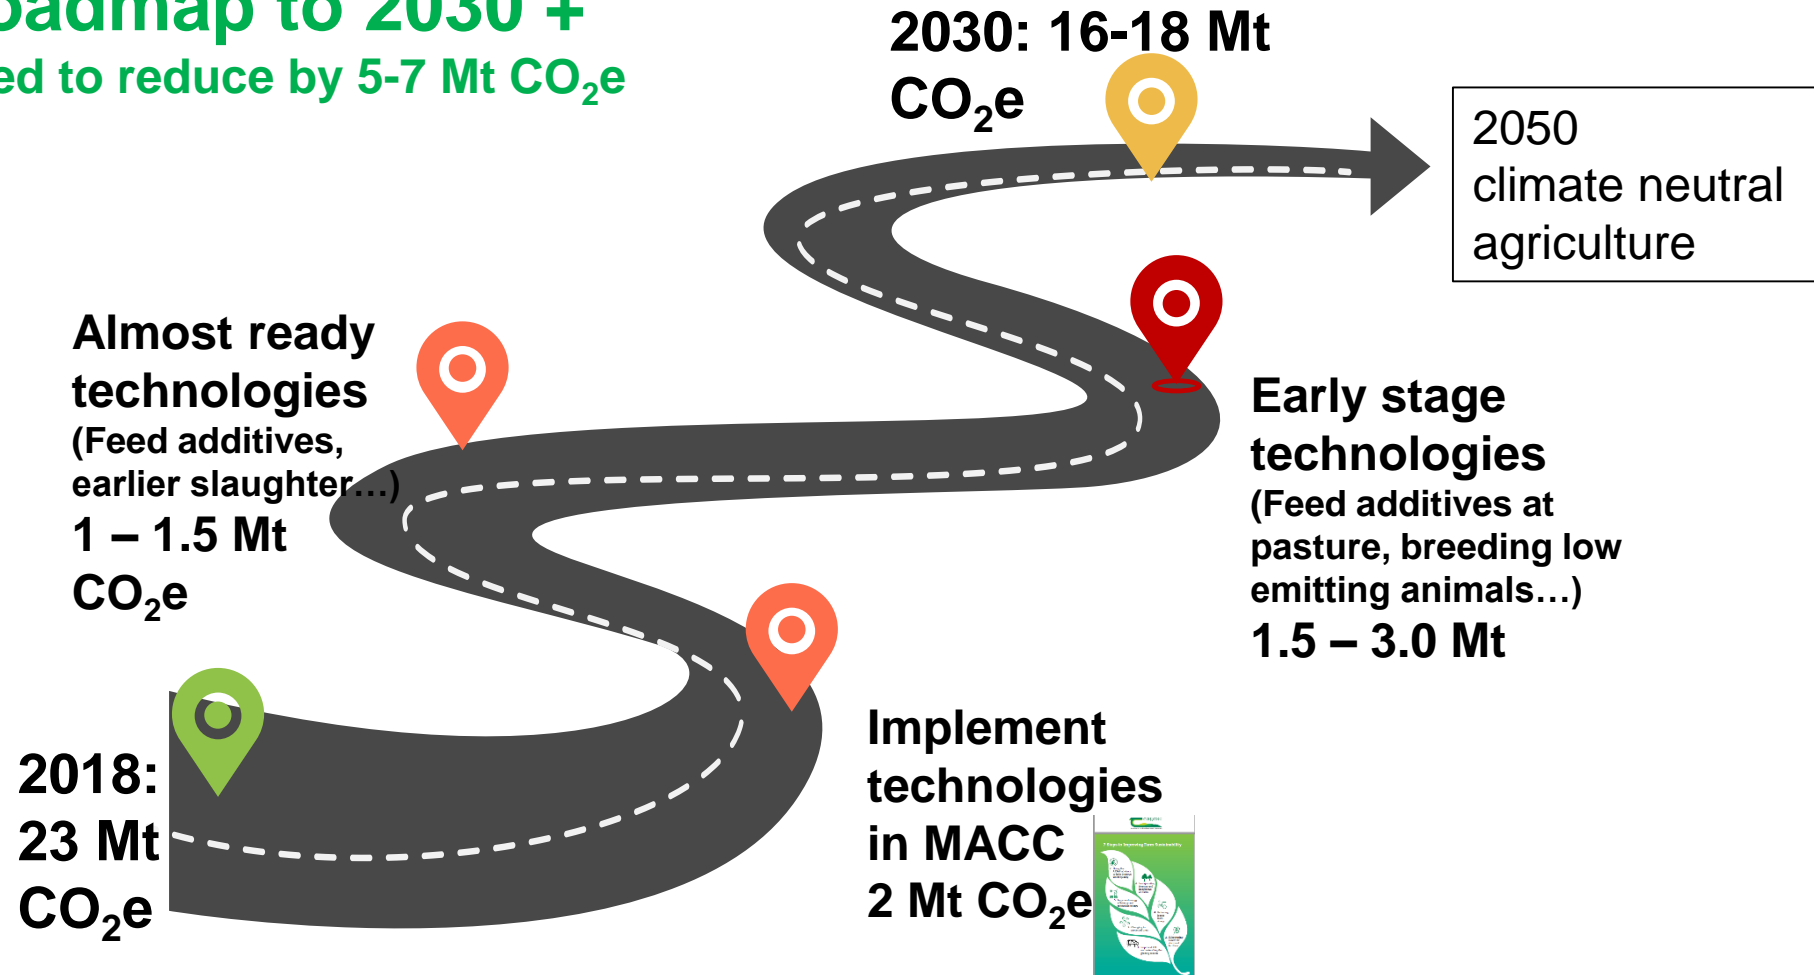 oadmap to 2030 +
ed to reduce by 5-7 Mt CO₂e
2030: 16-18 Mt
CO₂e
2050
climate neutral
agriculture
Almost ready
technologies
(Feed additives,
earlier slaughter…)
1 – 1.5 Mt
CO₂e
Early stage
technologies
(Feed additives at
pasture, breeding low
emitting animals…)
1.5 – 3.0 Mt
2018:
23 Mt
CO₂e
Implement
technologies
in MACC
2 Mt CO₂e